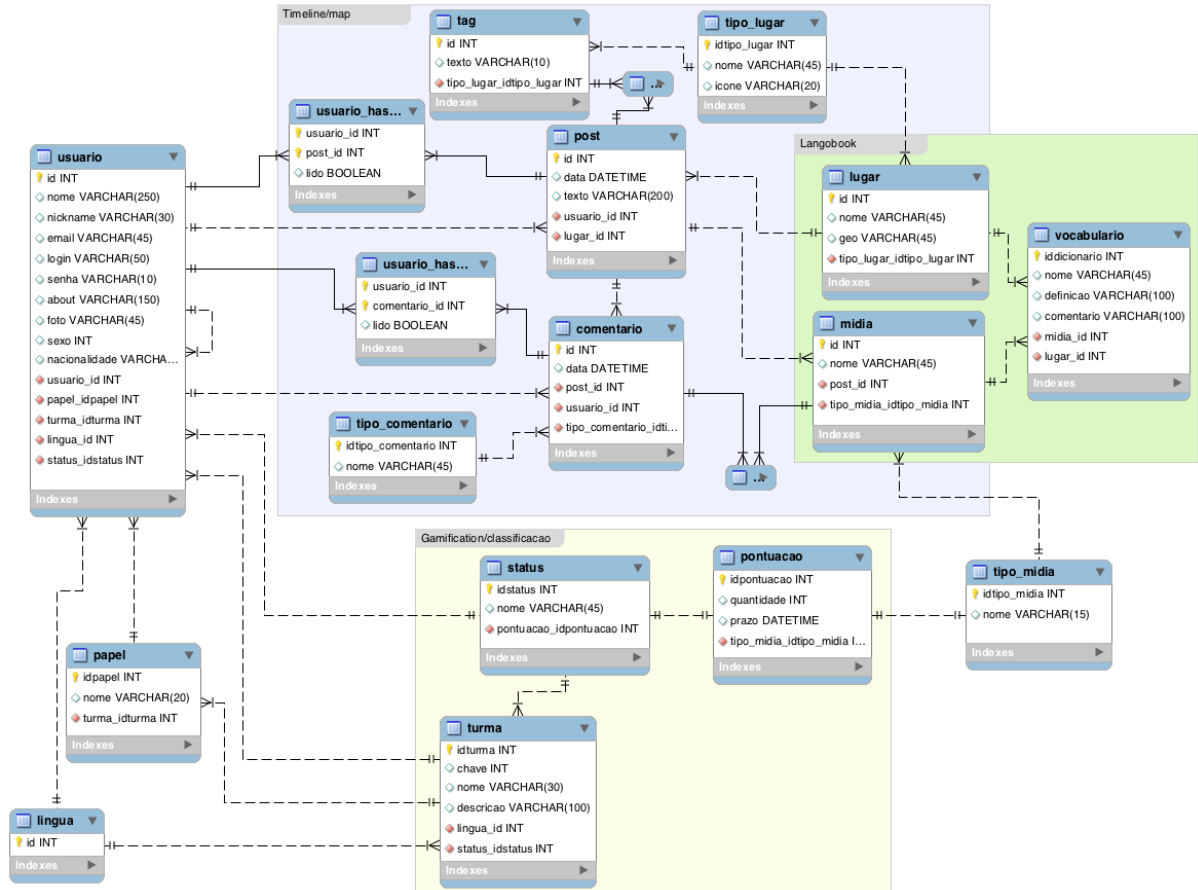 Timeline/map
tag
id INT
texto VARCHAR(10)
tipo_lugar_idtipo_lugar INT
Indexes
tipo_lugar
idtipo_lugar INT
nome VARCHAR(45)
icone VARCHAR(20)
Indexes
...
usuario_has...
usuario_id INT
post_id INT
lido BOOLEAN
Indexes
post
id INT
data DATETIME
texto VARCHAR(200)
usuario_id INT
lugar_id INT
Indexes
usuario
id INT
nome VARCHAR(250)
nickname VARCHAR(30)
email VARCHAR(45)
login VARCHAR(50)
senha VARCHAR(10)
about VARCHAR(150)
foto VARCHAR(45)
sexo INT
nacionalidade VARCHA...
usuario_id INT
papel_idpapel INT
turma_idturma INT
lingua_id INT
status_idstatus INT
Indexes
usuario_has...
usuario_id INT
comentario_id INT
lido BOOLEAN
Indexes
comentario
id INT
data DATETIME
post_id INT
usuario_id INT
tipo_comentario_idti...
Indexes
tipo_comentario
idtipo_comentario INT
nome VARCHAR(45)
Indexes
...
Langobook
lugar
id INT
nome VARCHAR(45)
geo VARCHAR(45)
tipo_lugar_idtipo_lugar INT
Indexes
vocabulario
iddicionario INT
nome VARCHAR(45)
definicao VARCHAR(100)
comentario VARCHAR(100)
midia_id INT
lugar_id INT
Indexes
midia
id INT
nome VARCHAR(45)
post_id INT
tipo_midia_idtipo_midia INT
Indexes
Gamification/classificacao
status
idstatus INT
nome VARCHAR(45)
pontuacao_idpontuacao INT
Indexes
pontuacao
idpontuacao INT
quantidade INT
prazo DATETIME
tipo_midia_idtipo_midia I...
Indexes
tipo_midia
idtipo_midia INT
nome VARCHAR(15)
Indexes
papel
idpapel INT
nome VARCHAR(20)
turma_idturma INT
Indexes
turma
idturma INT
chave INT
nome VARCHAR(30)
descricao VARCHAR(100)
lingua_id INT
status_idstatus INT
Indexes
lingua
id INT
Indexes